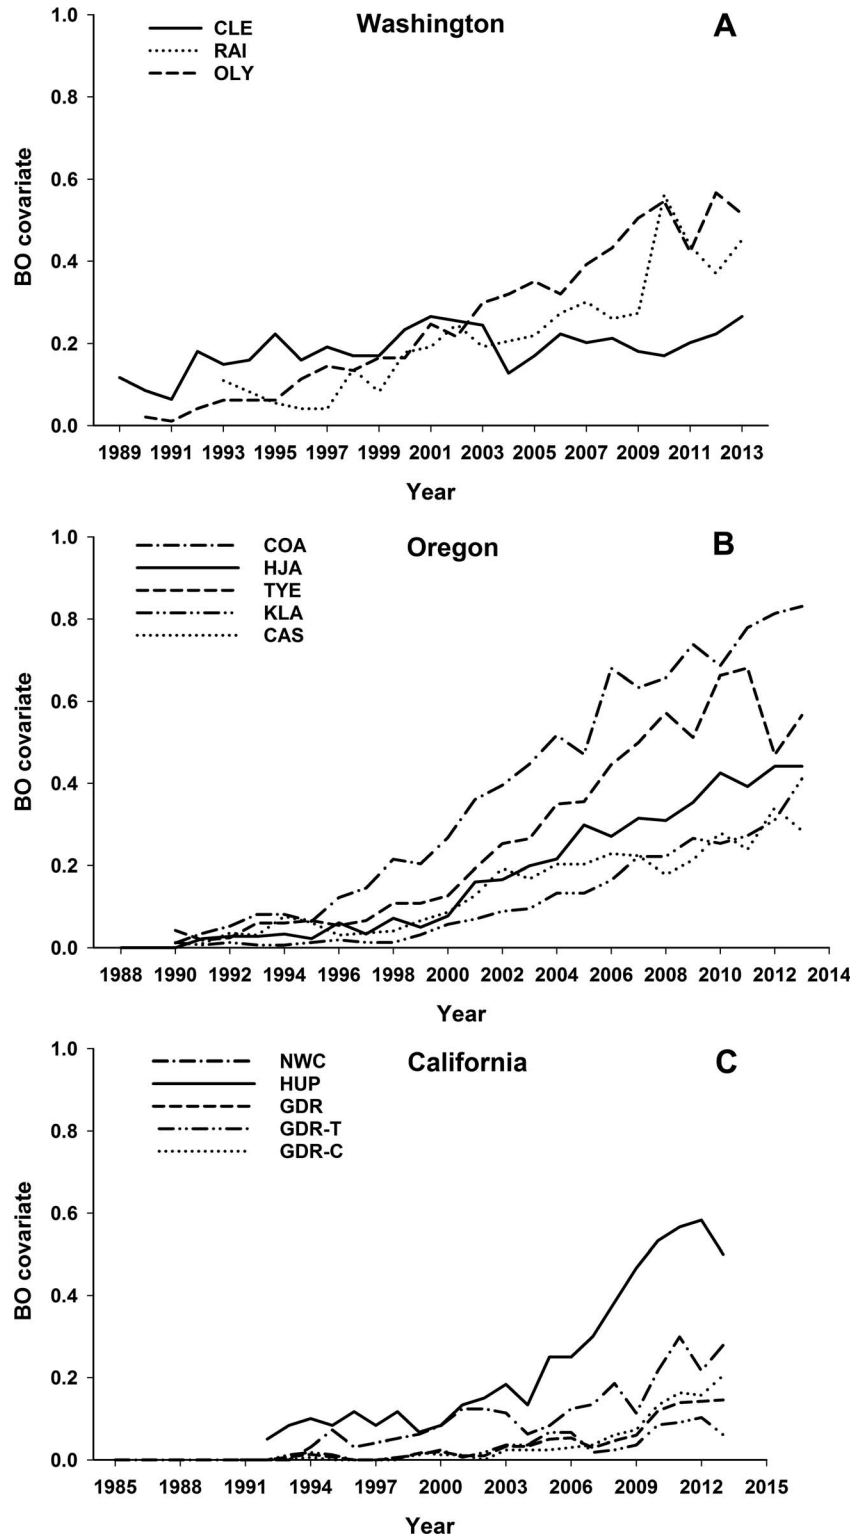 Washington
A
CLE
RAI
OLY
1.0
0.8
0.6
0.4
0.2
0.0
BO covariate
1989 1991 1993 1995 1997 1999 2001 2003 2005 2007 2009 2011 2013
Year
Oregon
B
COA
HJA
TYE
KLA
CAS
1.0
0.8
0.6
0.4
0.2
0.0
BO covariate
1988 1990 1992 1994 1996 1998 2000 2002 2004 2006 2008 2010 2012 2014
Year
California
C
NWC
HUP
GDR
GDR-T
GDR-C
1.0
0.8
0.6
0.4
0.2
0.0
BO covariate
1985 1988 1991 1994 1997 2000 2003 2006 2009 2012 2015
Year